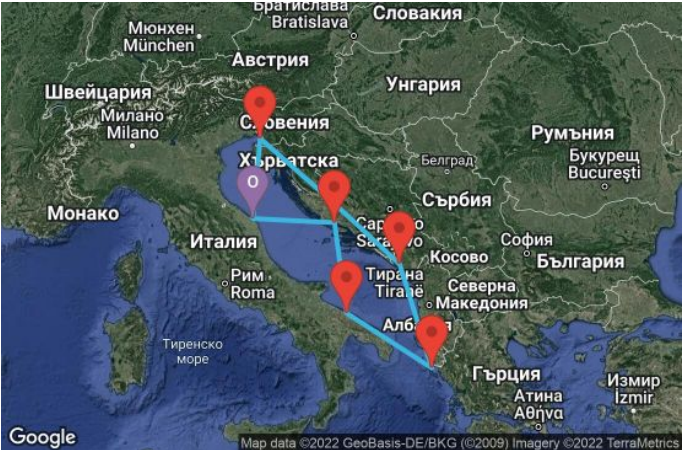 Братислава
Bratislava
Словакия
Мюнхен
München
Австрия
Унгария
Швейцария
Милано
Milano
Словения
Румъния
Хърватска
Белград
Букурещ
București
О
Монако
Сърбия
Сараево
Sarajevo
Италия
София
Косово
България
Рим
Roma
Тирана
Tiranë
Северна
Македония
Албания
Тиренско
море
Гърция
Измир
İzmir
Атина
Αθήνα
Google
Map data ©2022 GeoBasis-DE/BKG (©2009) Imagery ©2022 TerraMetrics